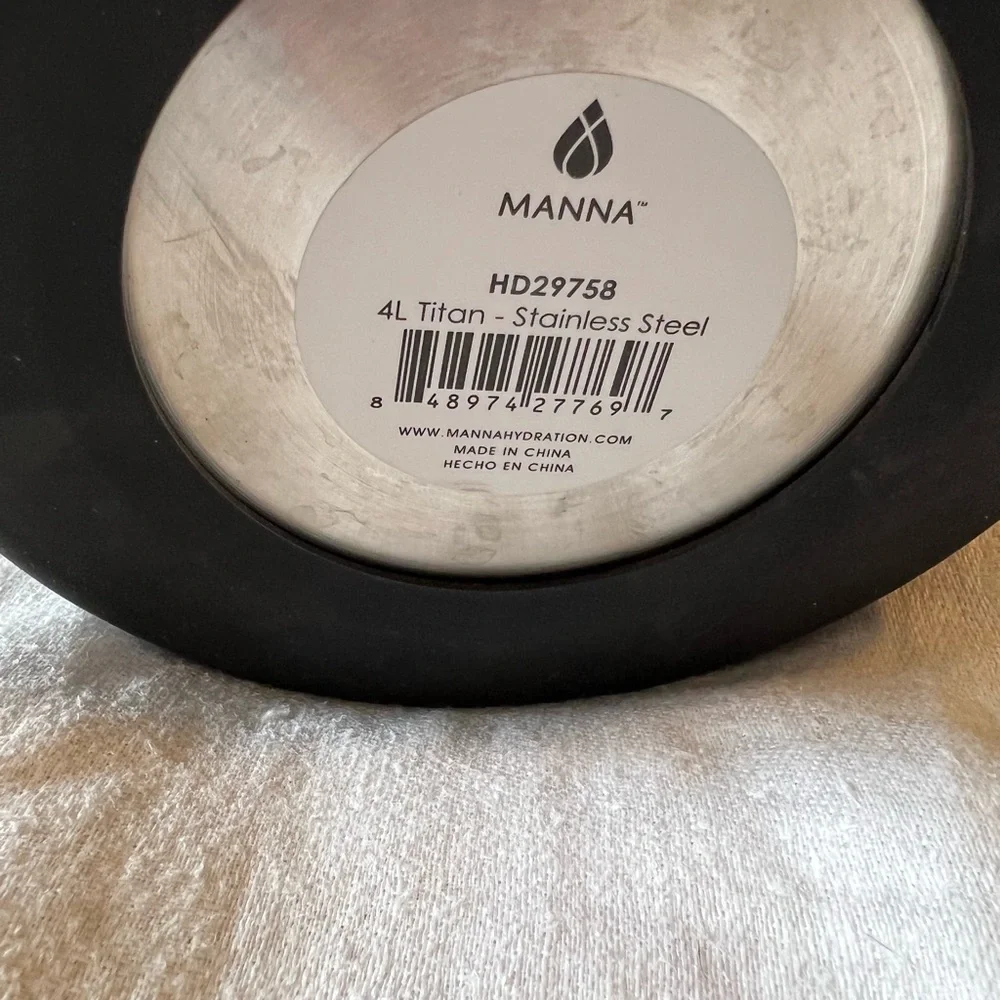 MANNA™
HD29758
4L Titan - Stainless Steel
8 48974 27769 7
WWW.MANNAHYDRATION.COM
MADE IN CHINA
HECHO EN CHINA